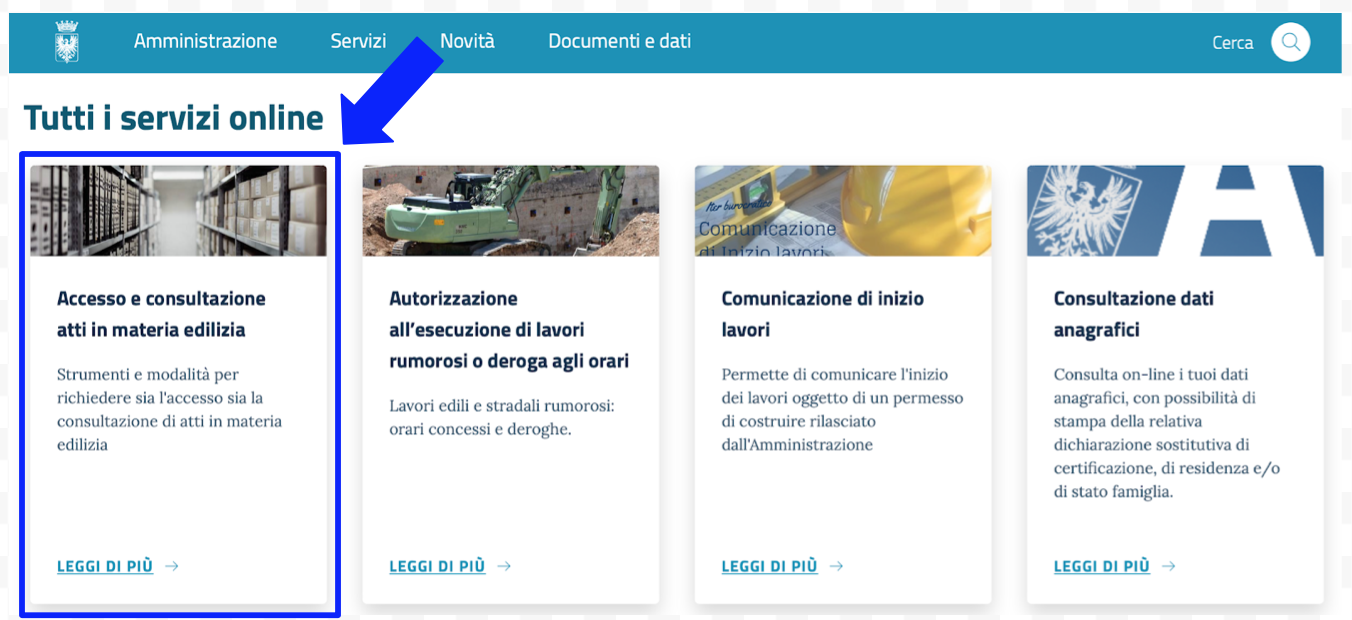 Amministrazione Servizi Novità Documenti e dati Cerca
Tutti i servizi online
Accesso e consultazione
atti in materia edilizia
Strumenti e modalità per
richiedere sia l'accesso sia la
consultazione di atti in materia
edilizia
LEGGI DI PIÙ →
Autorizzazione
all’esecuzione di lavori
rumorosi o deroga agli orari
Lavori edili e stradali rumorosi:
orari concessi e deroghe.
LEGGI DI PIÙ →
Iter burocratico
Comunicazione
di Inizio lavori
Comunicazione di inizio
lavori
Permette di comunicare l'inizio
dei lavori oggetto di un permesso
di costruire rilasciato
dall'Amministrazione
LEGGI DI PIÙ →
A
Consultazione dati
anagrafici
Consulta on-line i tuoi dati
anagrafici, con possibilità di
stampa della relativa
dichiarazione sostitutiva di
certificazione, di residenza e/o
di stato famiglia.
LEGGI DI PIÙ →